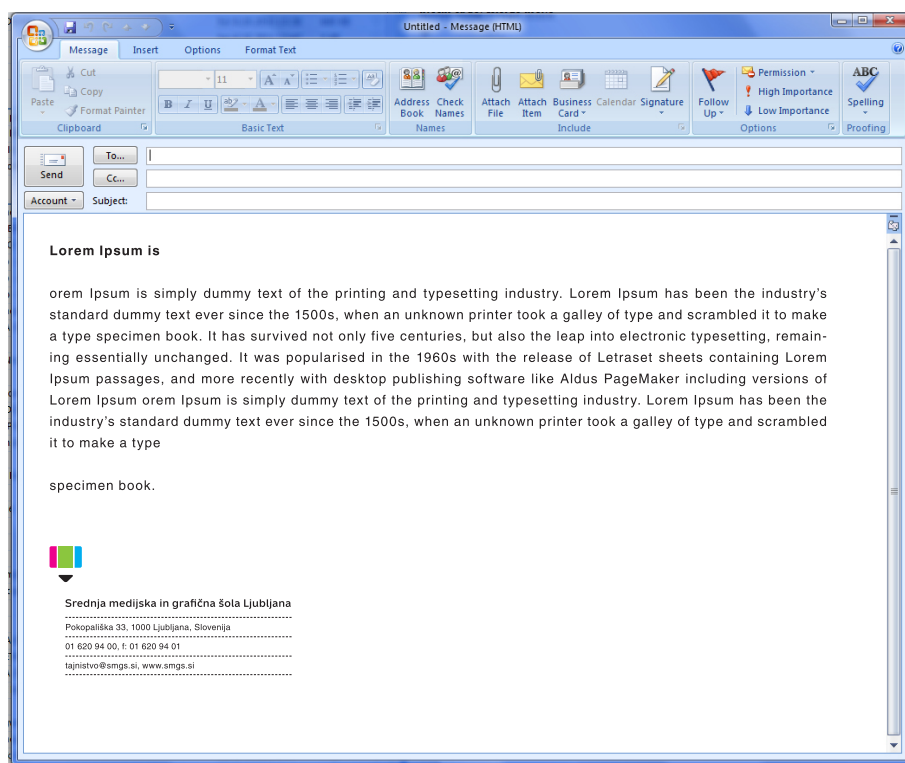 Untitled - Message (HTML)
Message Insert Options Format Text
Cut
Copy
Paste
Format Painter
Clipboard
11
B I U ab A
Basic Text
Address Book
Check Names
Names
Attach File
Attach Item
Business Card
Calendar
Signature
Include
Follow Up
Permission
High Importance
Low Importance
Options
ABC
Spelling
Proofing
To...
Send
Cc...
Account
Subject:
Lorem Ipsum is
orem Ipsum is simply dummy text of the printing and typesetting industry. Lorem Ipsum has been the industry’s
standard dummy text ever since the 1500s, when an unknown printer took a galley of type and scrambled it to make
a type specimen book. It has survived not only five centuries, but also the leap into electronic typesetting, remain-
ing essentially unchanged. It was popularised in the 1960s with the release of Letraset sheets containing Lorem
Ipsum passages, and more recently with desktop publishing software like Aldus PageMaker including versions of
Lorem Ipsum orem Ipsum is simply dummy text of the printing and typesetting industry. Lorem Ipsum has been the
industry’s standard dummy text ever since the 1500s, when an unknown printer took a galley of type and scrambled
it to make a type
specimen book.
Srednja medijska in grafična šola Ljubljana
Pokopališka 33, 1000 Ljubljana, Slovenija
01 620 94 00, f: 01 620 94 01
tajnistvo@smgs.si, www.smgs.si